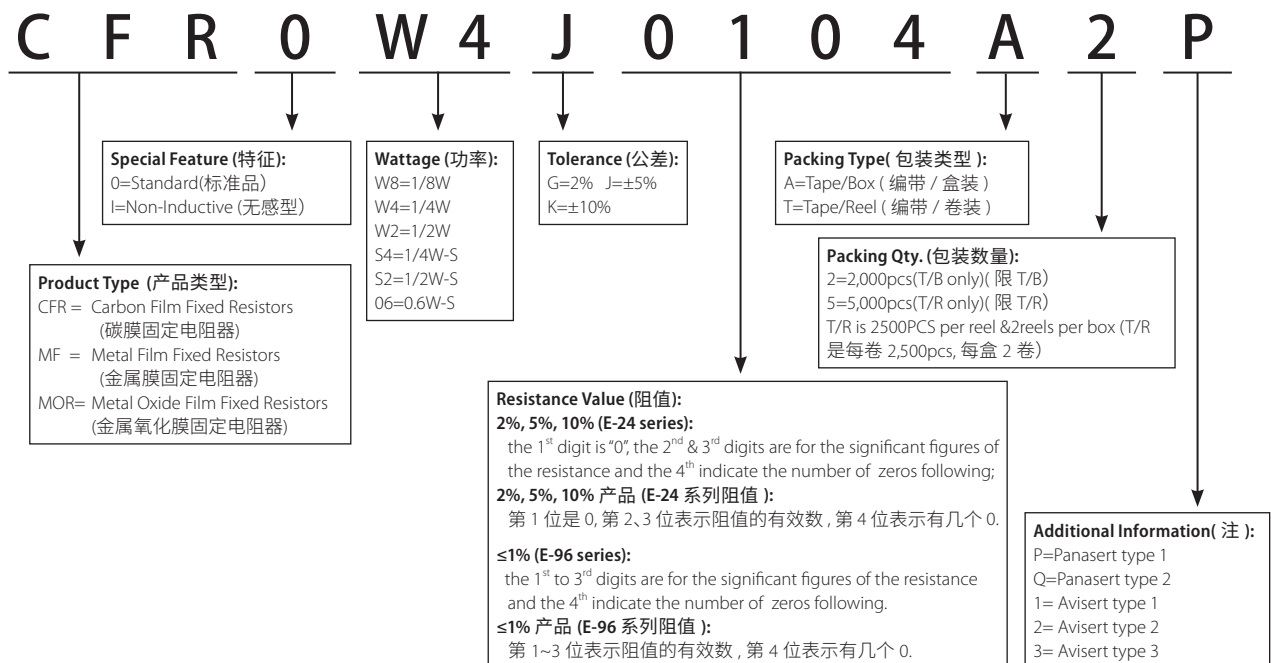 C F R 0 W 4 J 0 1 0 4 A 2 P
Special Feature (特征):
0=Standard(标准品)
I=Non-Inductive (无感型)
Wattage (功率):
W8=1/8W
W4=1/4W
W2=1/2W
S4=1/4W-S
S2=1/2W-S
06=0.6W-S
Tolerance (公差):
G=2% J=±5%
K=±10%
Packing Type( 包装类型 ):
A=Tape/Box ( 编带 / 盒装 )
T=Tape/Reel ( 编带 / 卷装 )
Packing Qty. (包装数量):
2=2,000pcs(T/B only)( 限 T/B)
5=5,000pcs(T/R only)( 限 T/R)
T/R is 2500PCS per reel &2reels per box (T/R
是每卷 2,500pcs, 每盒 2 卷)
Product Type (产品类型):
CFR = Carbon Film Fixed Resistors
(碳膜固定电阻器)
MF = Metal Film Fixed Resistors
(金属膜固定电阻器)
MOR= Metal Oxide Film Fixed Resistors
(金属氧化膜固定电阻器)
Resistance Value (阻值):
2%, 5%, 10% (E-24 series):
the 1st digit is "0", the 2nd & 3rd digits are for the significant figures of
the resistance and the 4th indicate the number of zeros following;
2%, 5%, 10% 产品 (E-24 系列阻值 ):
第 1 位是 0, 第 2、3 位表示阻值的有效数 , 第 4 位表示有几个 0.
≤1% (E-96 series):
the 1st to 3rd digits are for the significant figures of the resistance
and the 4th indicate the number of zeros following.
≤1% 产品 (E-96 系列阻值 ):
第 1~3 位表示阻值的有效数 , 第 4 位表示有几个 0.
Additional Information( 注 ):
P=Panasert type 1
Q=Panasert type 2
1= Avisert type 1
2= Avisert type 2
3= Avisert type 3